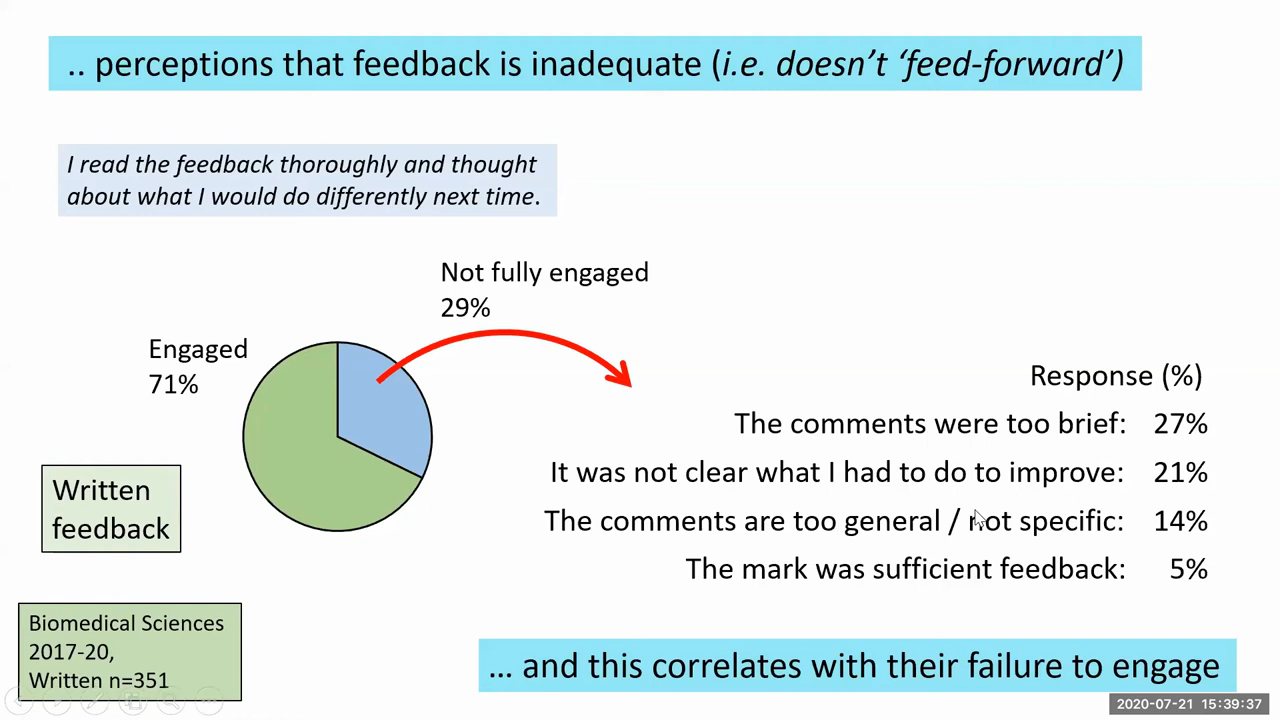 .. perceptions that feedback is inadequate (i.e. doesn’t ‘feed-forward’)
I read the feedback thoroughly and thought
about what I would do differently next time.
Not fully engaged
29%
Engaged
71%
Response (%)
The comments were too brief: 27%
It was not clear what I had to do to improve: 21%
The comments are too general / not specific: 14%
The mark was sufficient feedback: 5%
Written
feedback
Biomedical Sciences
2017-20,
Written n=351
... and this correlates with their failure to engage
2020-07-21 15:39:37